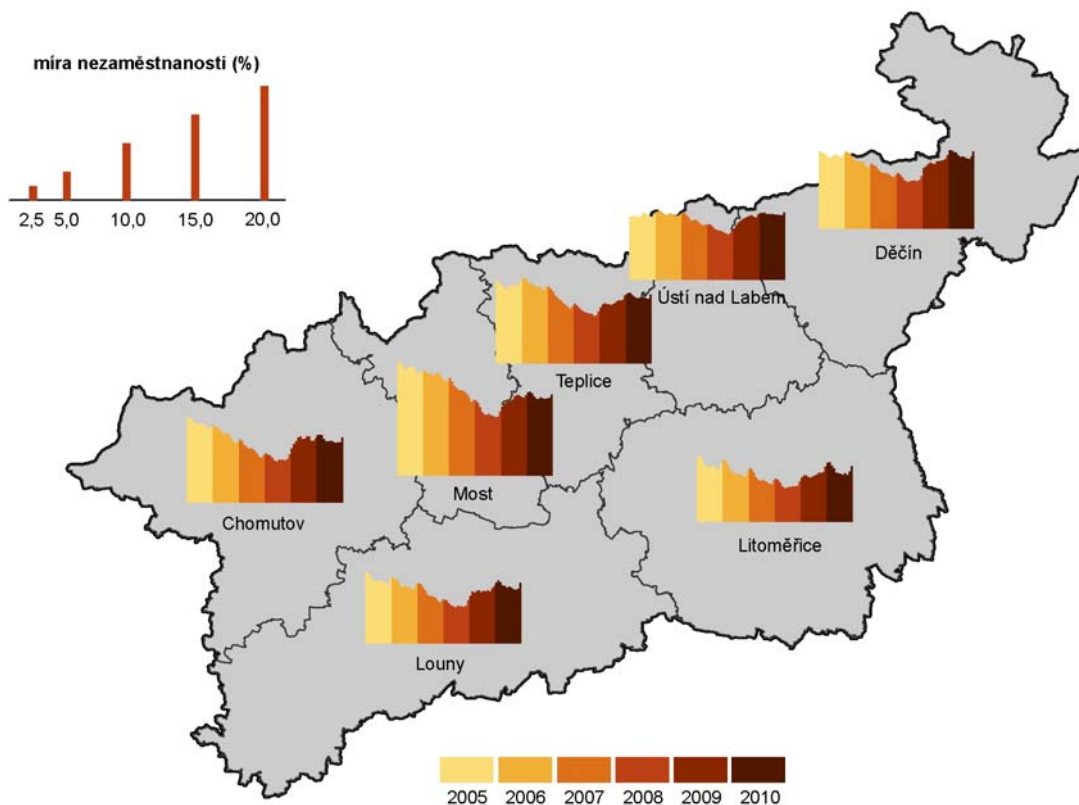 míra nezaměstnanosti (%)
2,5 5,0 10,0 15,0 20,0
Děčín
Ústí nad Labem
Teplice
Most
Chomutov
Litoměřice
Louny
2005 2006 2007 2008 2009 2010